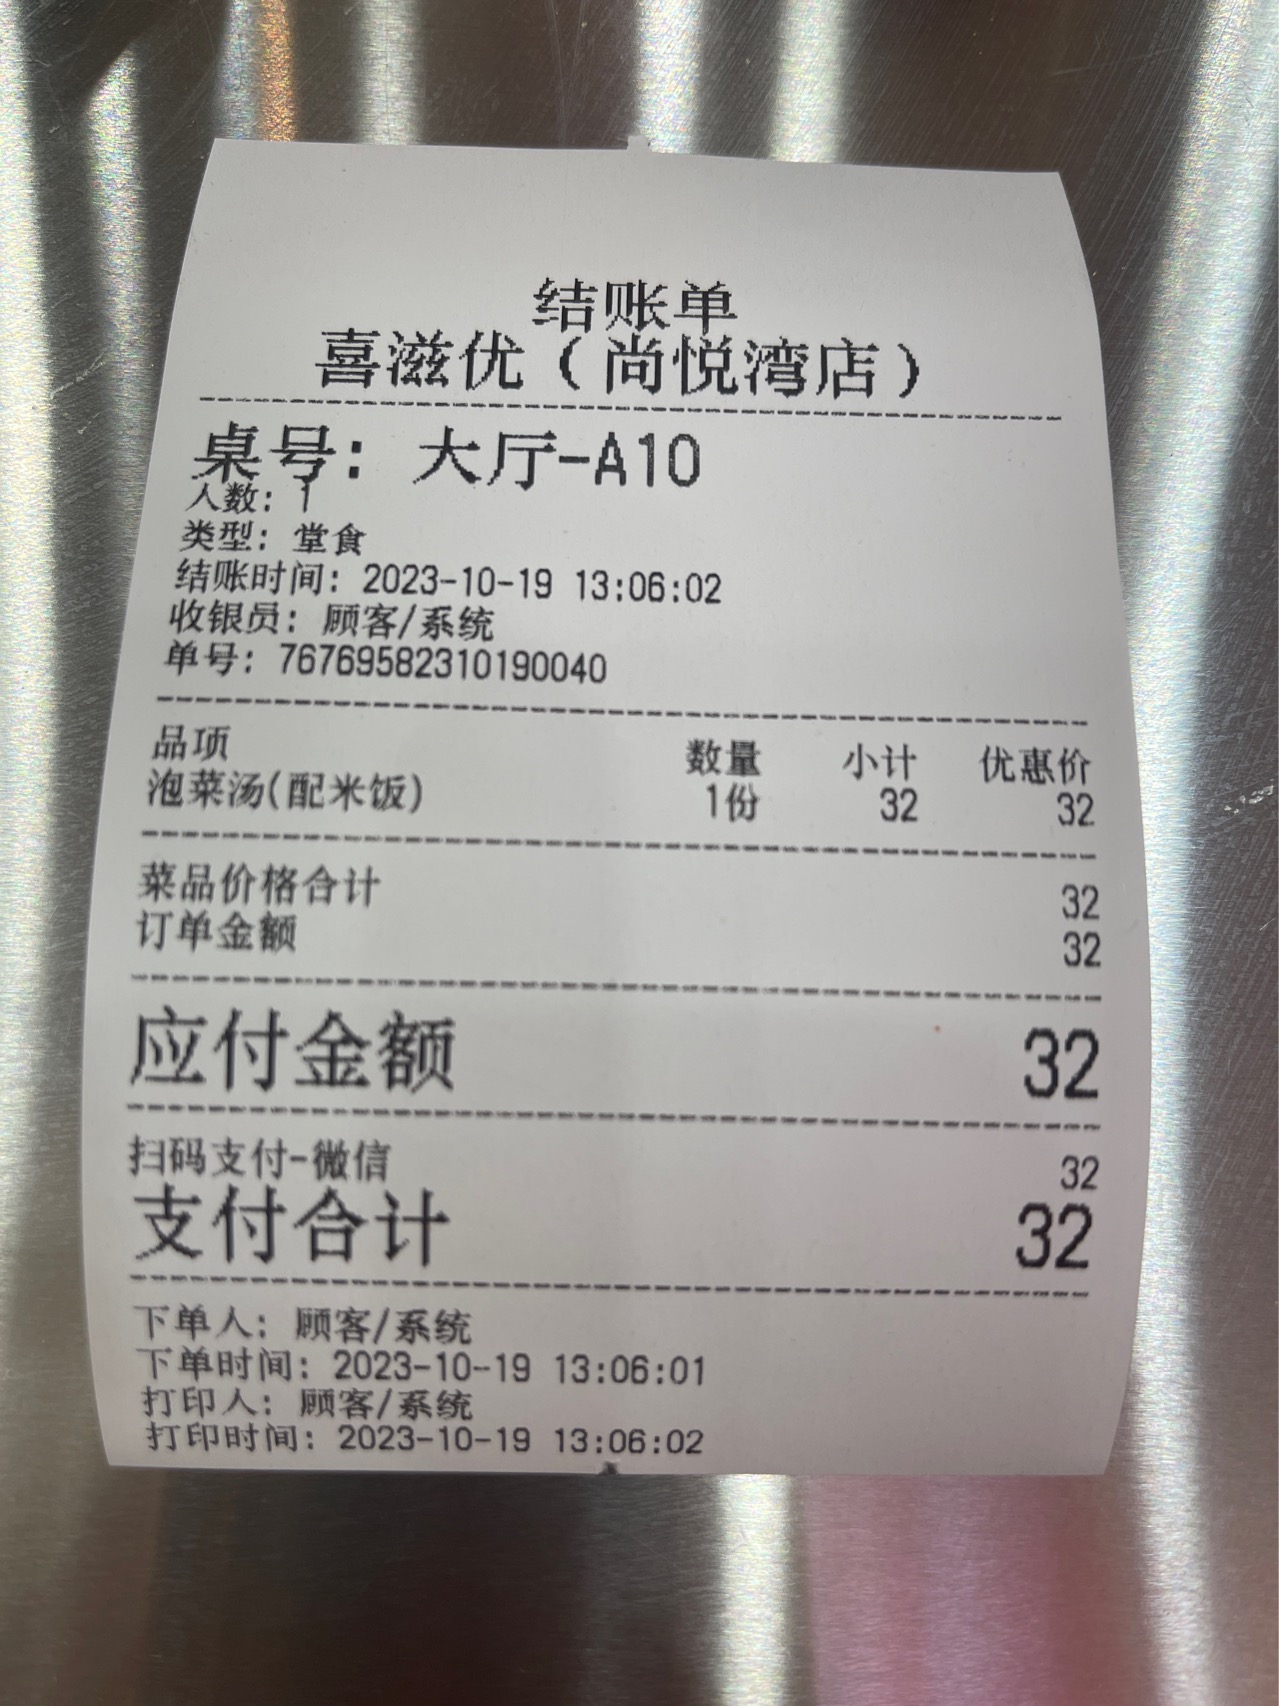 结账单
喜滋优（尚悦湾店）
桌号： 大厅-A10
人数：1
类型：堂食
结账时间：2023-10-19 13:06:02
收银员：顾客/系统
单号：76769582310190040
品项 数量 小计 优惠价
泡菜汤(配米饭) 1份 32 32
菜品价格合计 32
订单金额 32
应付金额 32
扫码支付-微信 32
支付合计 32
下单人：顾客/系统
下单时间：2023-10-19 13:06:01
打印人：顾客/系统
打印时间：2023-10-19 13:06:02